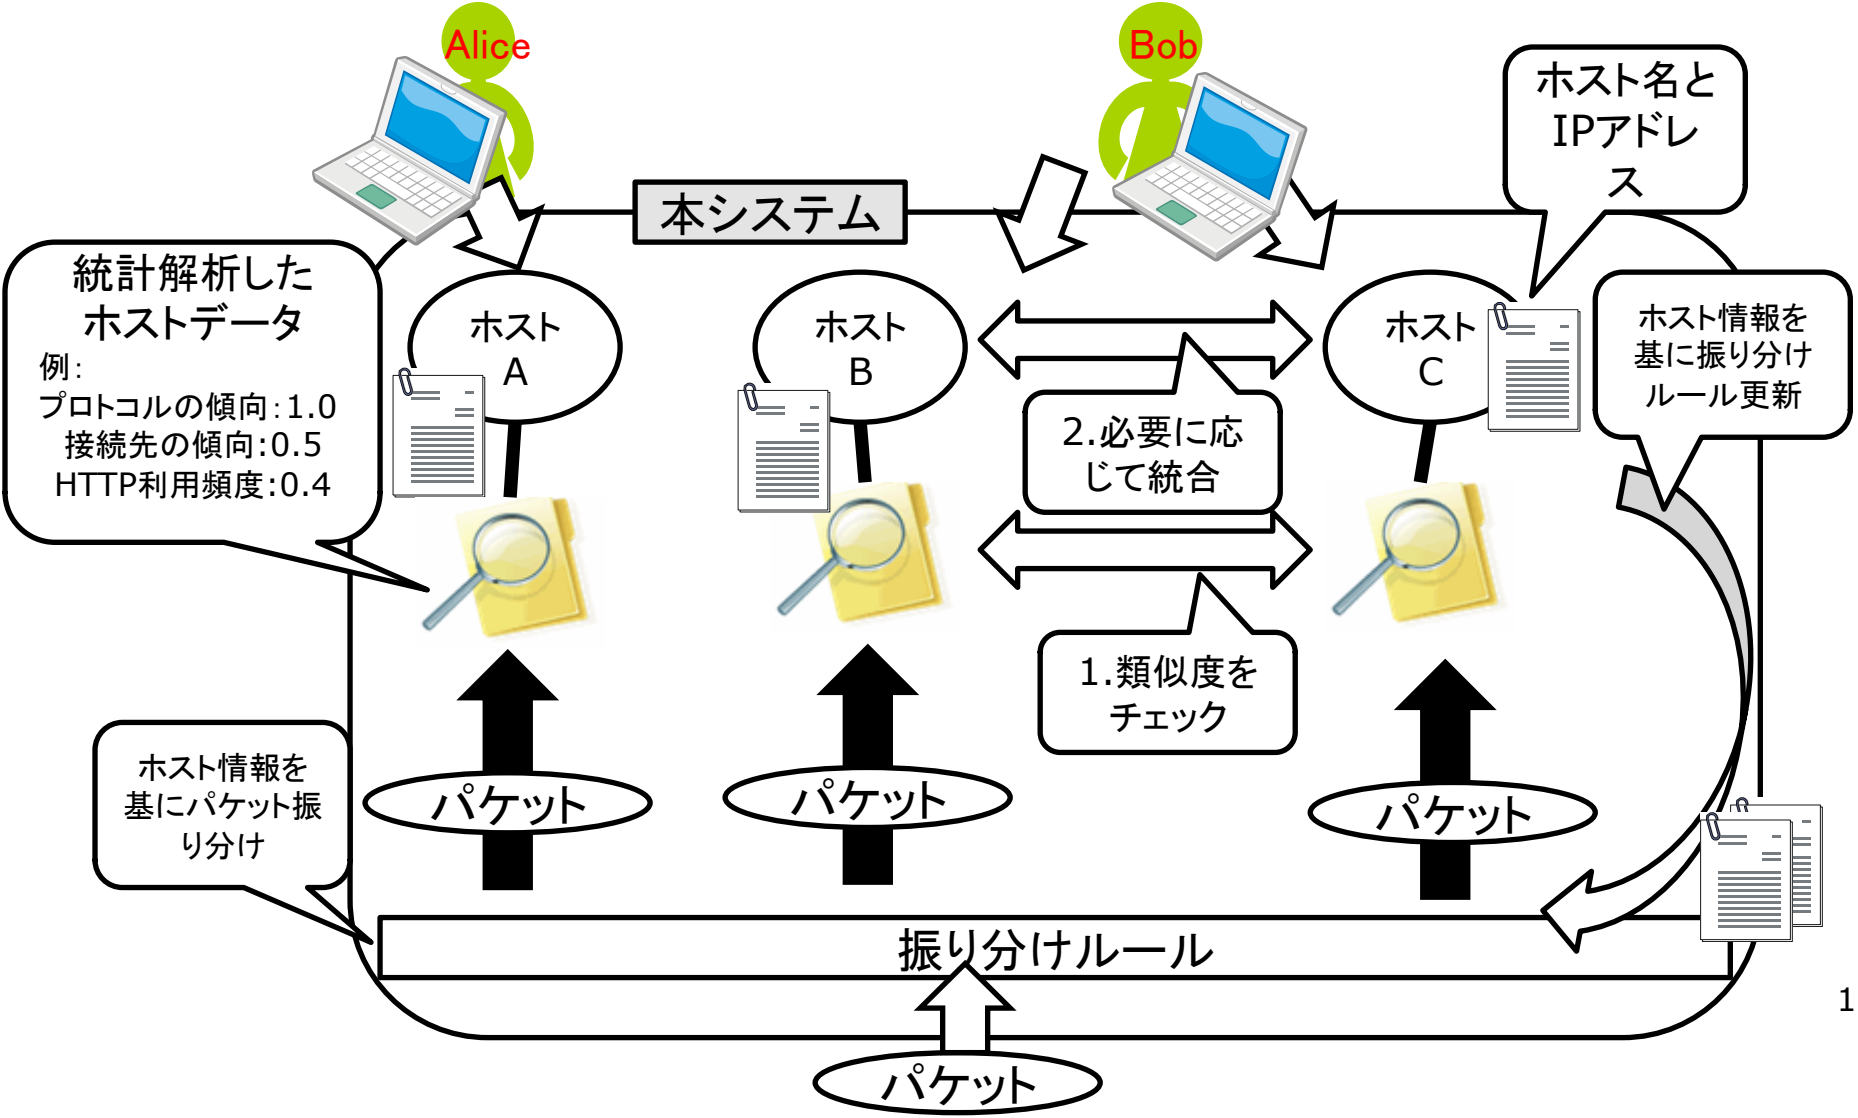 Alice
Bob
ホスト名と
IPアドレ
ス
本システム
統計解析した
ホストデータ
例:
プロトコルの傾向:1.0
接続先の傾向:0.5
HTTP利用頻度:0.4
ホスト
A
ホスト
B
ホスト
C
ホスト情報を
基に振り分け
ルール更新
2.必要に応
じて統合
1.類似度を
チェック
ホスト情報を
基にパケット振
り分け
パケット
パケット
パケット
振り分けルール
パケット
1